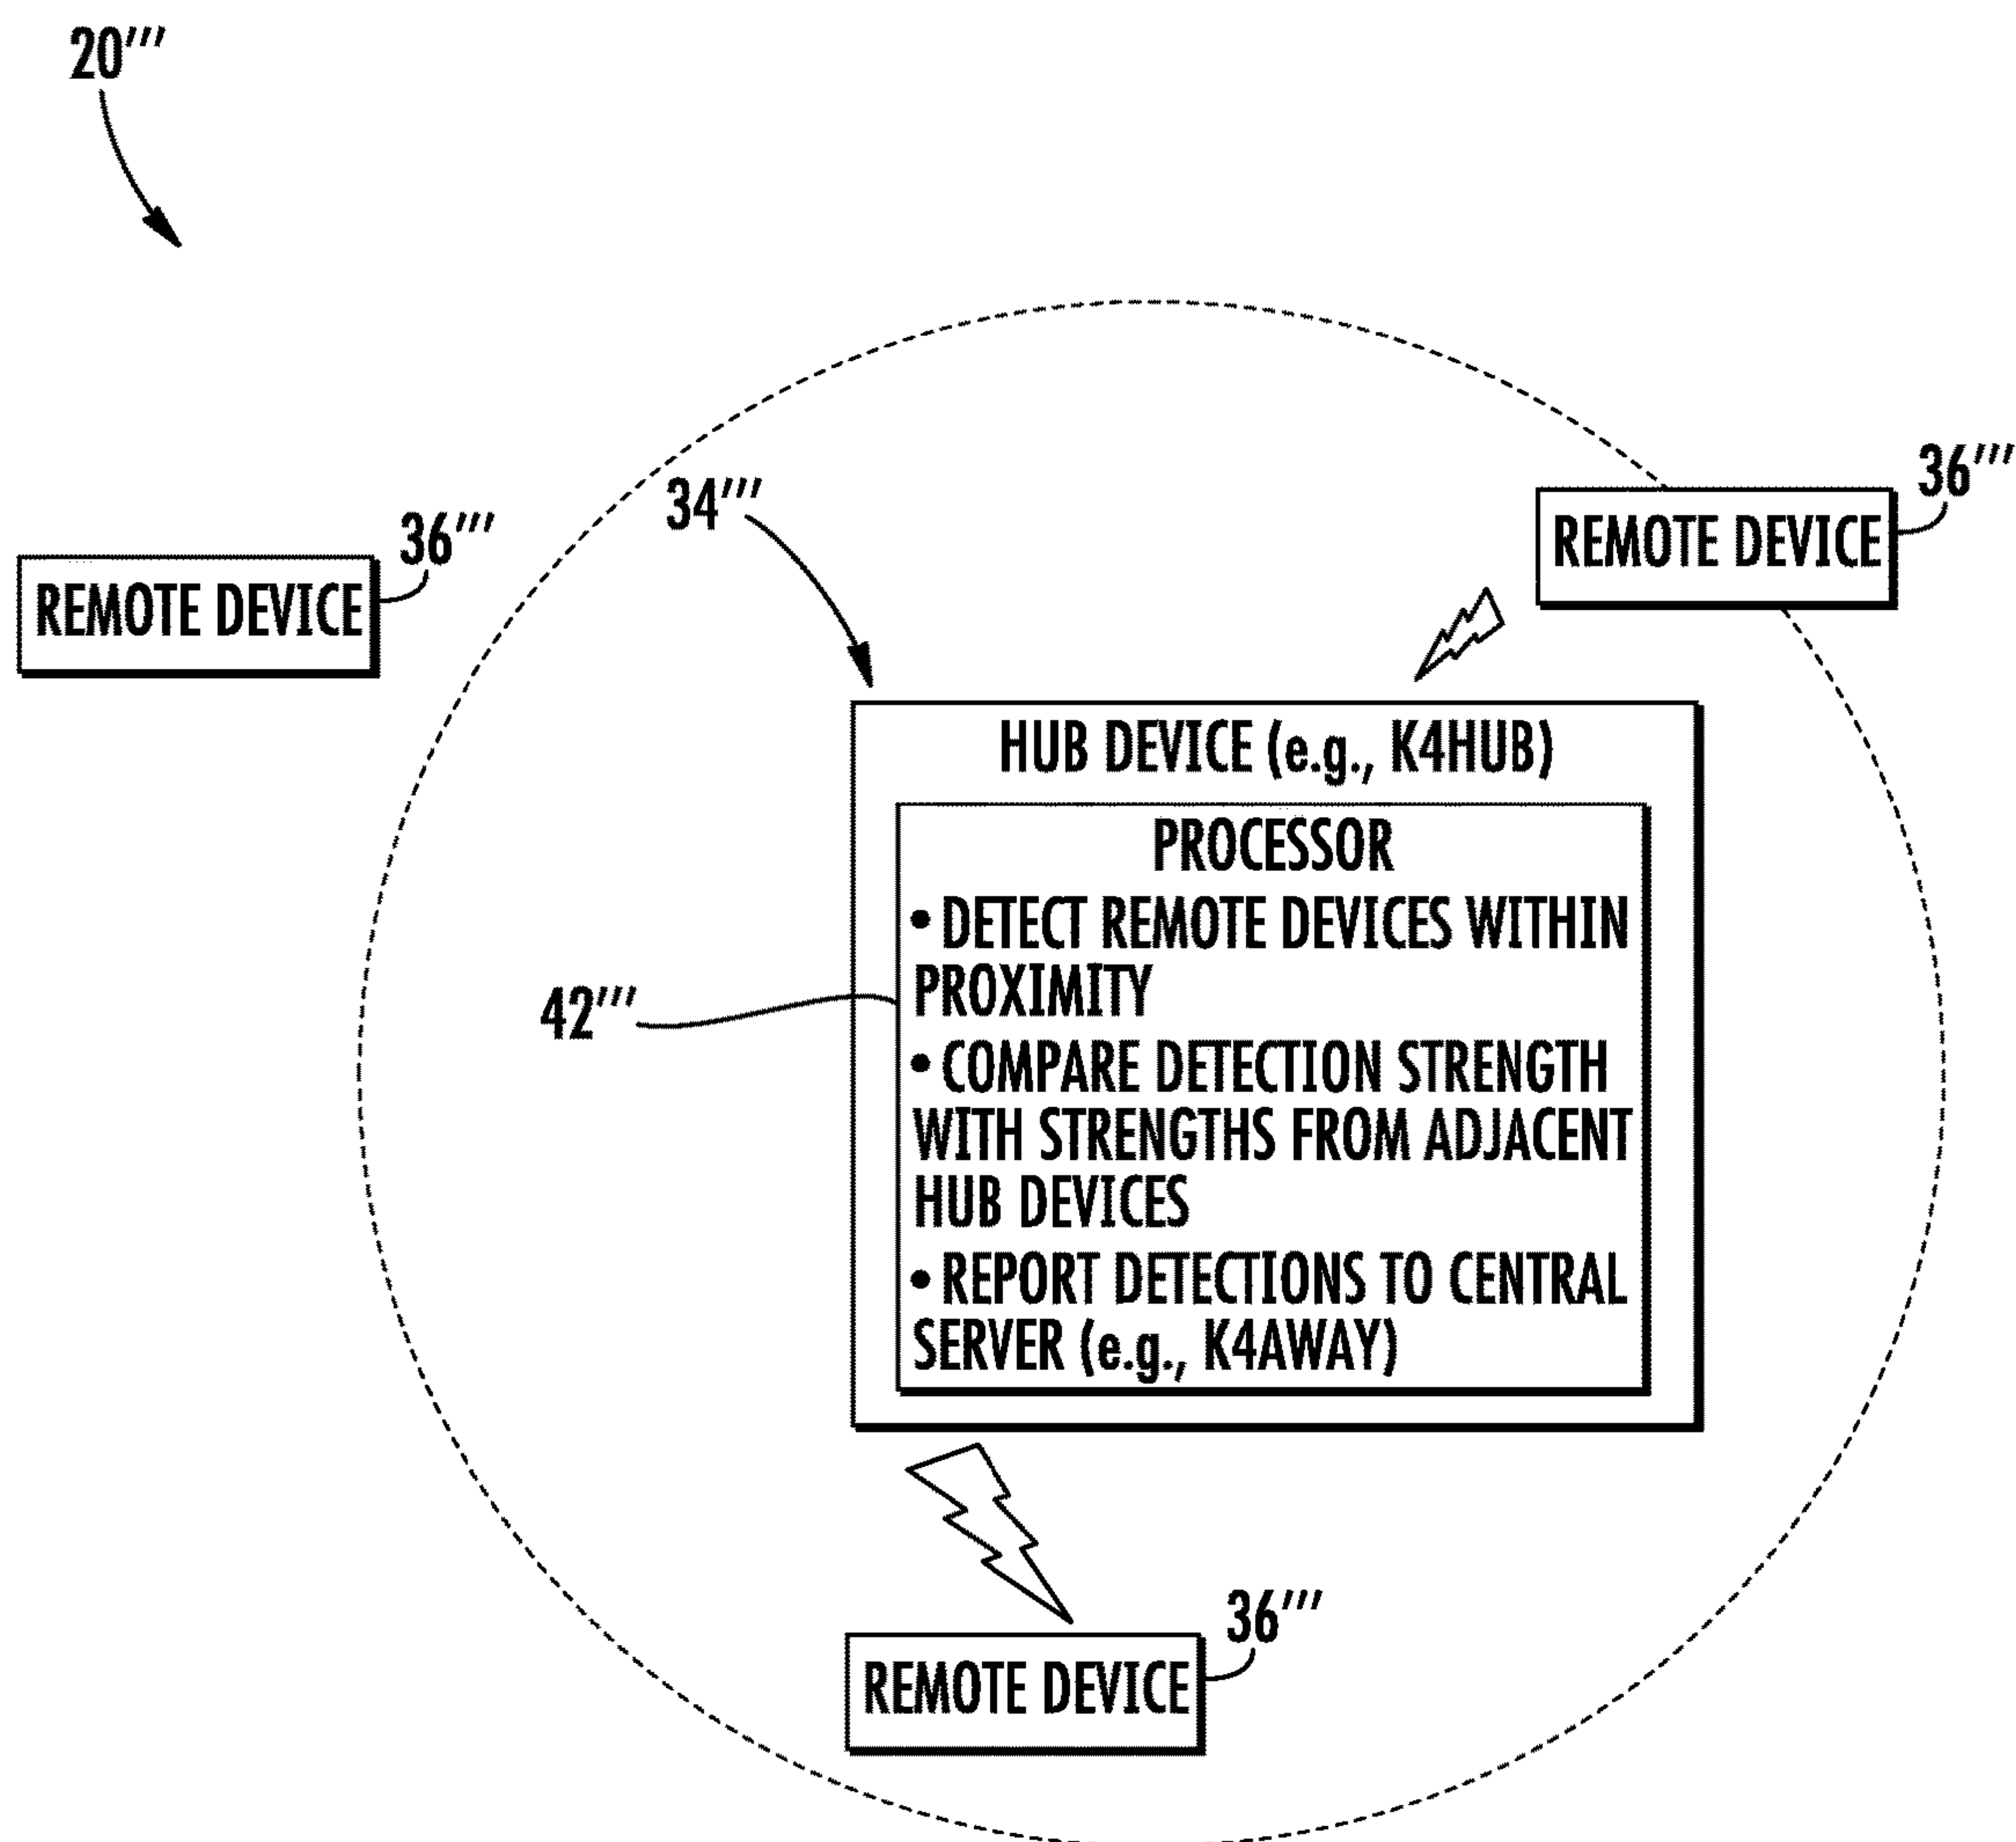 20‴
34‴
36‴
REMOTE DEVICE
36‴
REMOTE DEVICE
HUB DEVICE (e.g., K4HUB)
PROCESSOR
• DETECT REMOTE DEVICES WITHIN
PROXIMITY
42‴
• COMPARE DETECTION STRENGTH
WITH STRENGTHS FROM ADJACENT
HUB DEVICES
• REPORT DETECTIONS TO CENTRAL
SERVER (e.g., K4AWAY)
36‴
REMOTE DEVICE